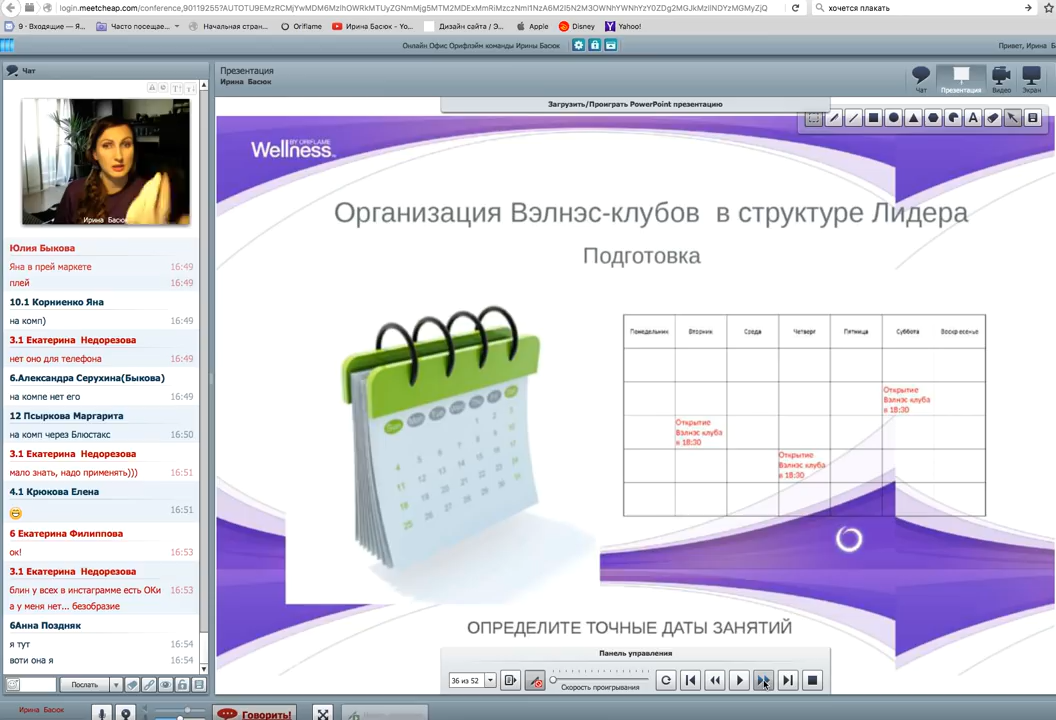 login.meetcheap.com/conference,90119255?AUTOTU9EMzRCMjYwMDM6MzlhOWRkMTUyZGNmMjg5MTM2MDExMmRiMzczNmI1NzA6M2I5N2M3OWNhYWNhYzY0ZDg2MGJkMzllNDYzMGYyMGYyMGYyMGYyZjQ
хочется плакать
9 · Входящие — Я...
Часто посещае...
Начальная стран...
Oriflame
Ирина Басюк - Yo...
Дизайн сайта / Э...
Apple
Disney
Yahoo!
Онлайн Офис Орифлэйм команды Ирины Басюк
Привет, Ирина Б
Чат
Ирина Басюк
Юлия Быкова
Яна в прей маркете 16:49
плей 16:49
10.1 Корниенко Яна
на комп) 16:49
3.1 Екатерина Недорезова
нет оно для телефона 16:49
6.Александра Серухина(Быкова)
на компе нет его 16:49
12 Псыркова Маргарита
на комп через Блюстакс 16:50
3.1 Екатерина Недорезова
мало знать, надо применять))) 16:51
4.1 Крюкова Елена
16:51
6 Екатерина Филиппова
ок! 16:53
3.1 Екатерина Недорезова
блин у всех в инстаграмме есть ОКи 16:53
а у меня нет... безобразие
6Анна Поздняк
я тут 16:54
воти она я 16:54
Послать
Ирина Басюк
Говорить!
Презентация
Ирина Басюк
Чат
Презентация
Видео
Экран
Загрузить/Проиграть PowerPoint презентацию
Wellness
BY ORIFLAME
Организация Вэлнэс-клубов в структуре Лидера
Подготовка
Понедельник Вторник Среда Четверг Пятница Суббота Воскресенье
Открытие
Вэлнэс клуба
в 18:30
Открытие
Вэлнэс клуба
в 18:30
Открытие
Вэлнэс клуба
в 18:30
ОПРЕДЕЛИТЕ ТОЧНЫЕ ДАТЫ ЗАНЯТИЙ
Панель управления
36 из 52
Скорость проигрывания